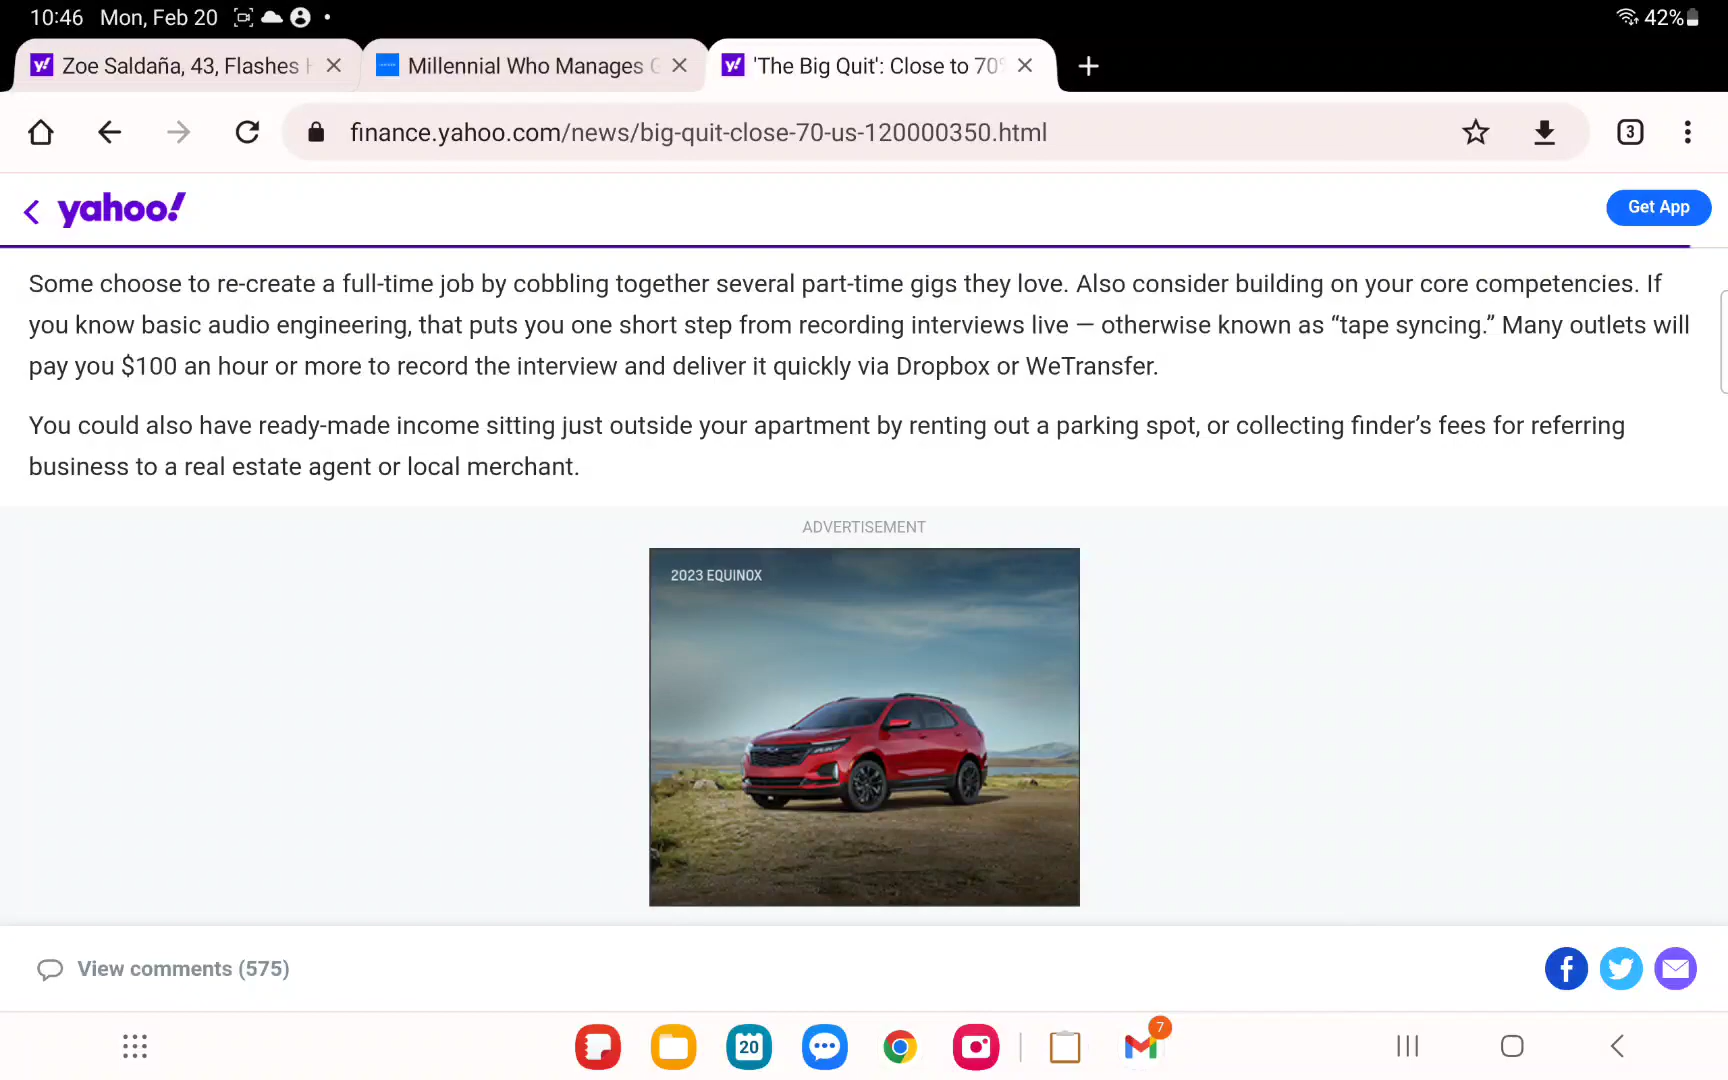 10:46 Mon, Feb 20 42%
Zoe Saldaña, 43, Flashes
Millennial Who Manages
'The Big Quit': Close to 70
finance.yahoo.com/news/big-quit-close-70-us-120000350.html
3
yahoo!
Get App
Some choose to re-create a full-time job by cobbling together several part-time gigs they love. Also consider building on your core competencies. If
you know basic audio engineering, that puts you one short step from recording interviews live — otherwise known as “tape syncing.” Many outlets will
pay you $100 an hour or more to record the interview and deliver it quickly via Dropbox or WeTransfer.
You could also have ready-made income sitting just outside your apartment by renting out a parking spot, or collecting finder’s fees for referring
business to a real estate agent or local merchant.
ADVERTISEMENT
2023 EQUINOX
View comments (575)
20
7